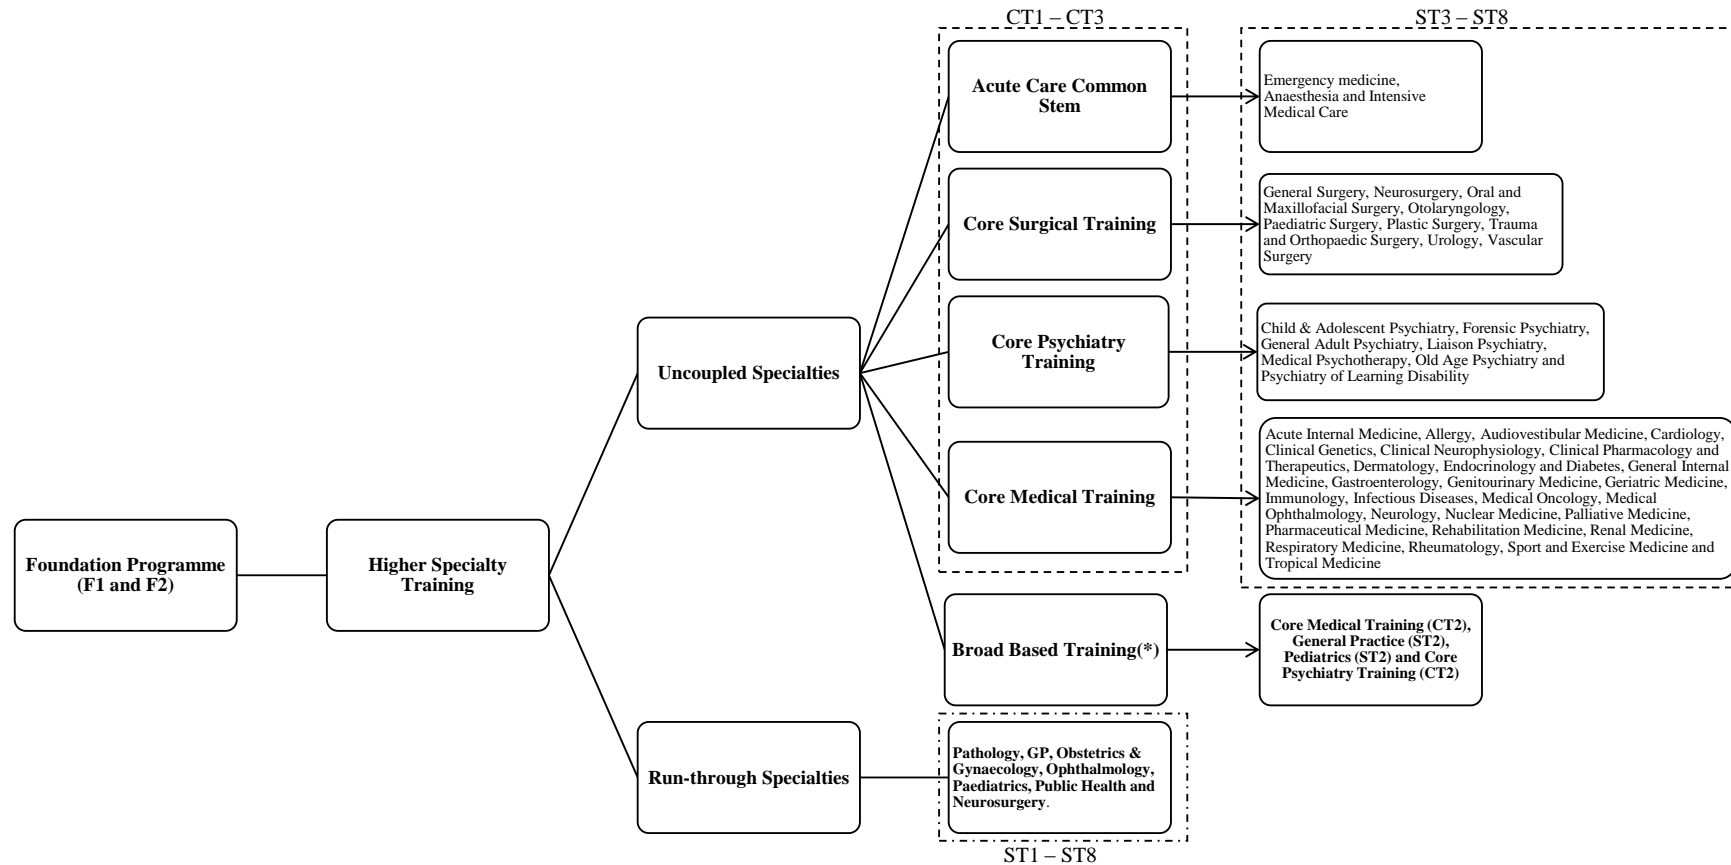 CT1 – CT3
ST3 – ST8
Acute Care Common
Stem
Emergency medicine,
Anaesthesia and Intensive
Medical Care
Core Surgical Training
General Surgery, Neurosurgery, Oral and
Maxillofacial Surgery, Otolaryngology,
Paediatric Surgery, Plastic Surgery, Trauma
and Orthopaedic Surgery, Urology, Vascular
Surgery
Uncoupled Specialties
Core Psychiatry
Training
Child & Adolescent Psychiatry, Forensic Psychiatry,
General Adult Psychiatry, Liaison Psychiatry,
Medical Psychotherapy, Old Age Psychiatry and
Psychiatry of Learning Disability
Core Medical Training
Acute Internal Medicine, Allergy, Audiovestibular Medicine, Cardiology,
Clinical Genetics, Clinical Neurophysiology, Clinical Pharmacology and
Therapeutics, Dermatology, Endocrinology and Diabetes, General Internal
Medicine, Gastroenterology, Genitourinary Medicine, Geriatric Medicine,
Immunology, Infectious Diseases, Medical Oncology, Medical
Ophthalmology, Neurology, Nuclear Medicine, Palliative Medicine,
Pharmaceutical Medicine, Rehabilitation Medicine, Renal Medicine,
Respiratory Medicine, Rheumatology, Sport and Exercise Medicine and
Tropical Medicine
Foundation Programme
(F1 and F2)
Higher Specialty
Training
Broad Based Training(*)
Core Medical Training (CT2),
General Practice (ST2),
Pediatrics (ST2) and Core
Psychiatry Training (CT2)
Run-through Specialties
Pathology, GP, Obstetrics &
Gynaecology, Ophthalmology,
Paediatrics, Public Health and
Neurosurgery.
ST1 – ST8